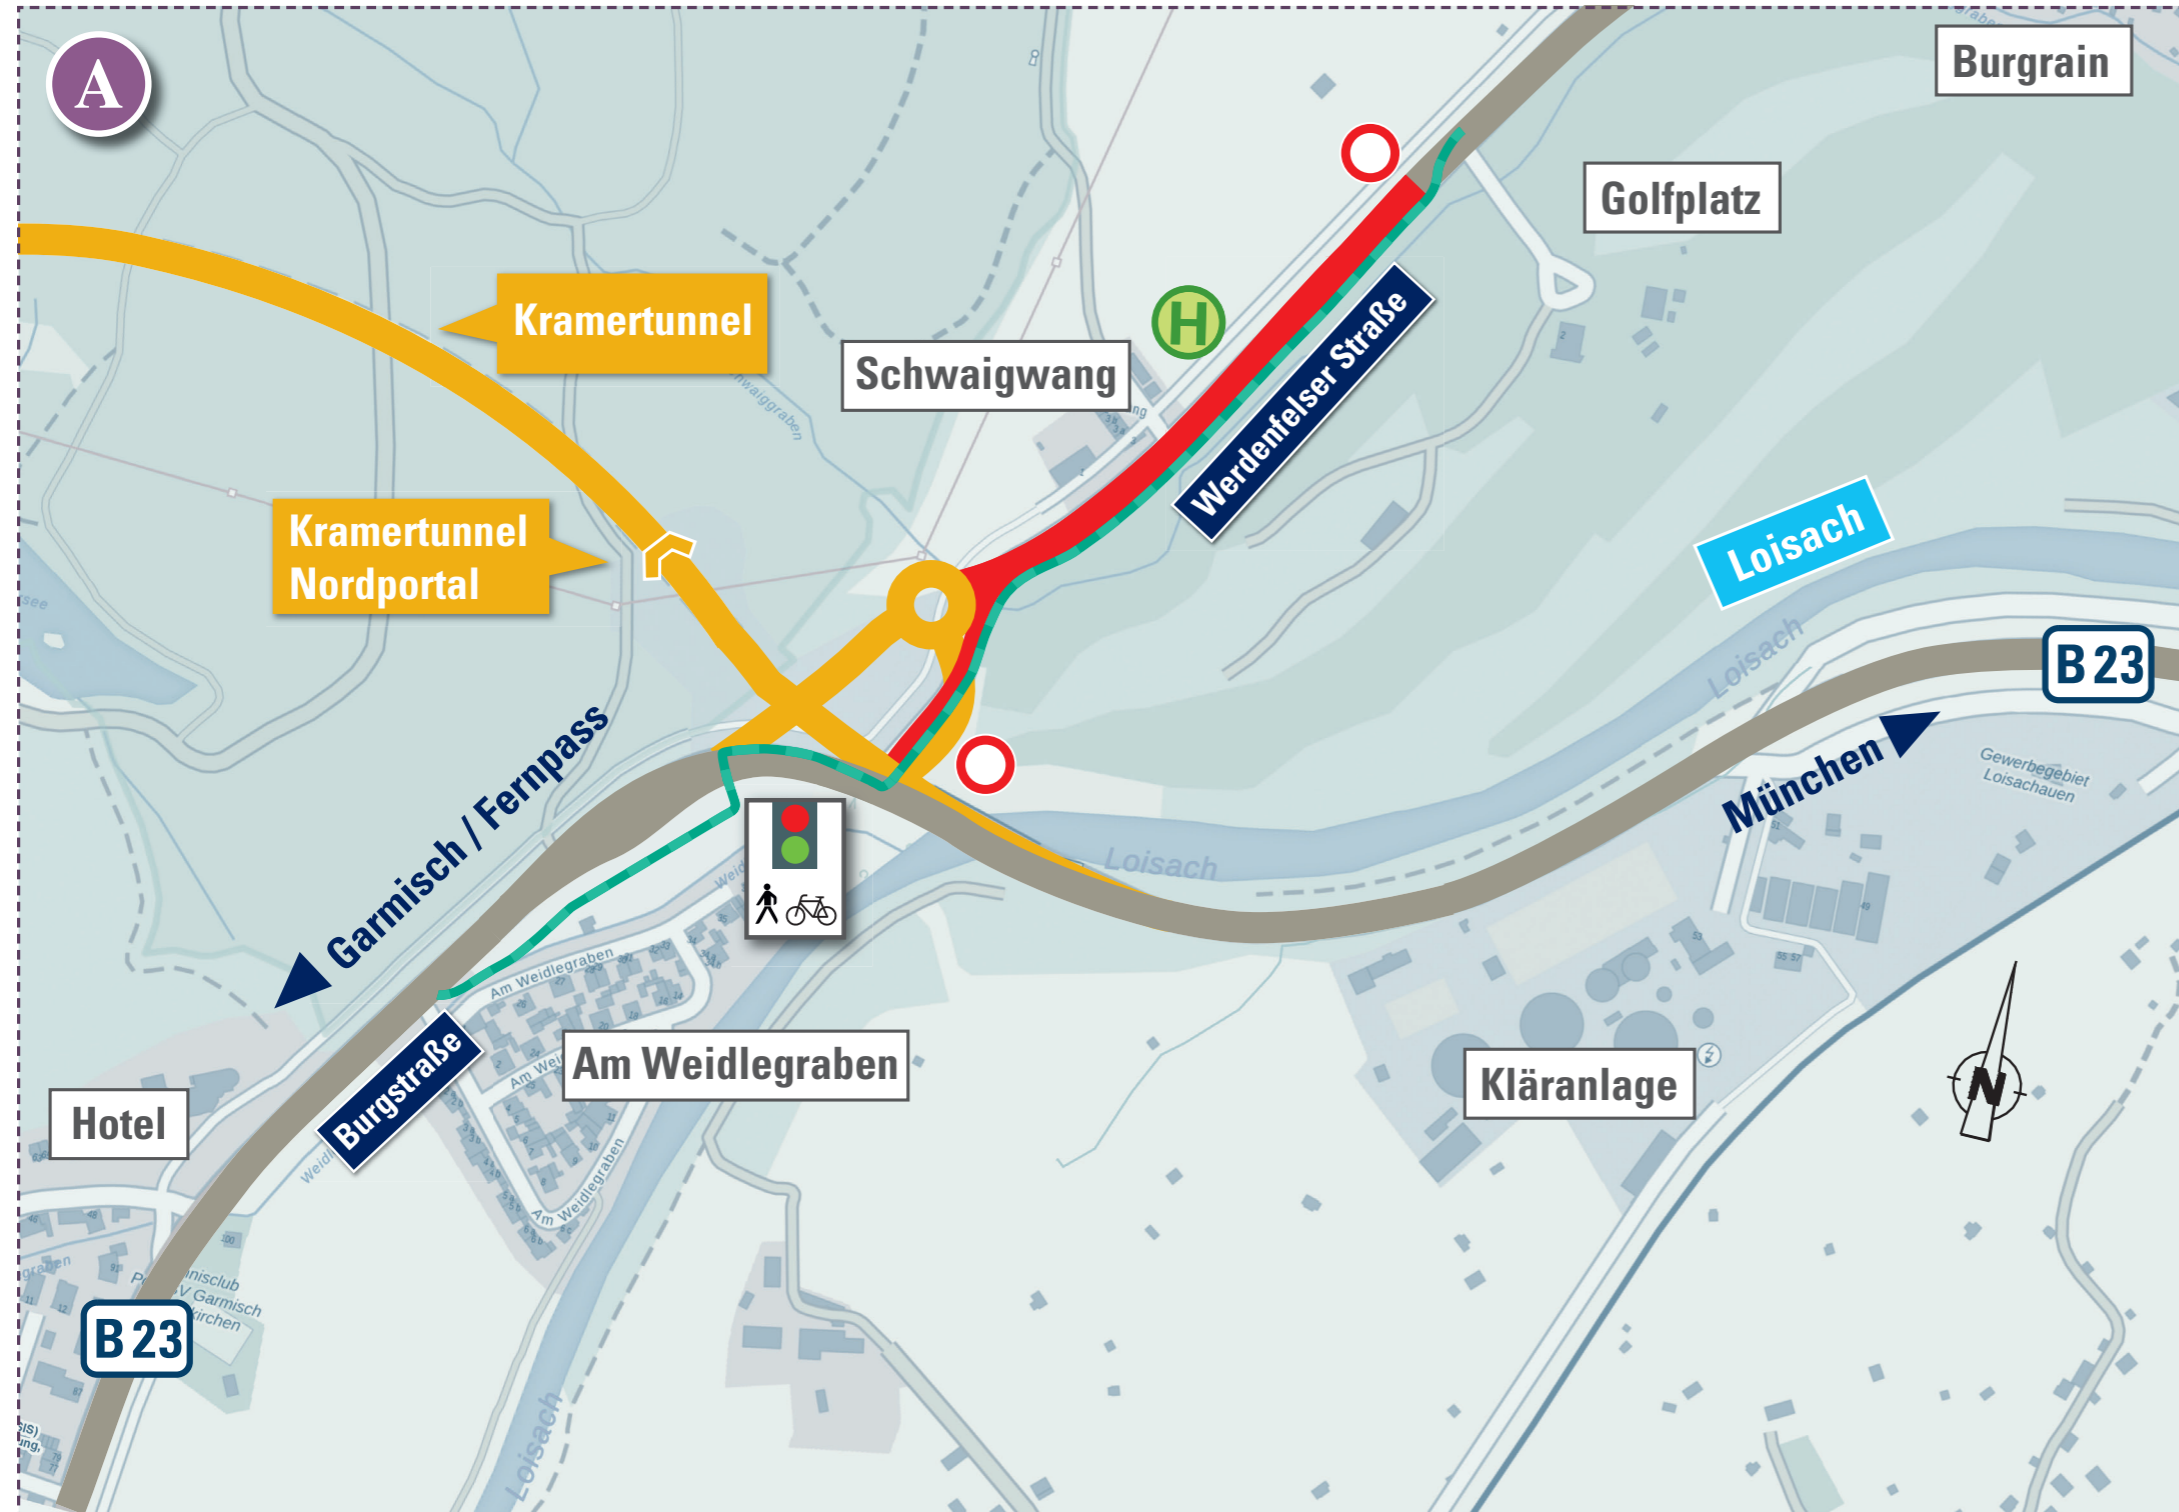 A
Burgrain
Golfplatz
Kramertunnel
Schwaigwang
H
Werdenfelser Straße
Kramertunnel
Nordportal
Loisach
Loisach
B 23
München
Gewerbegebiet
Loisachauen
Garmisch / Fernpass
Loisach
Am Weidlegraben
Am Weidlegraben
Burgstraße
Kläranlage
N
Hotel
Am Weidlegraben
B 23
Loisach